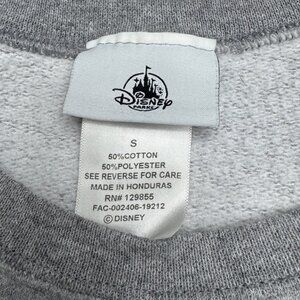 Disney
PARKS
S
50%COTTON
50%POLYESTER
SEE REVERSE FOR CARE
MADE IN HONDURAS
RN# 129855
FAC-002406-19212
©DISNEY